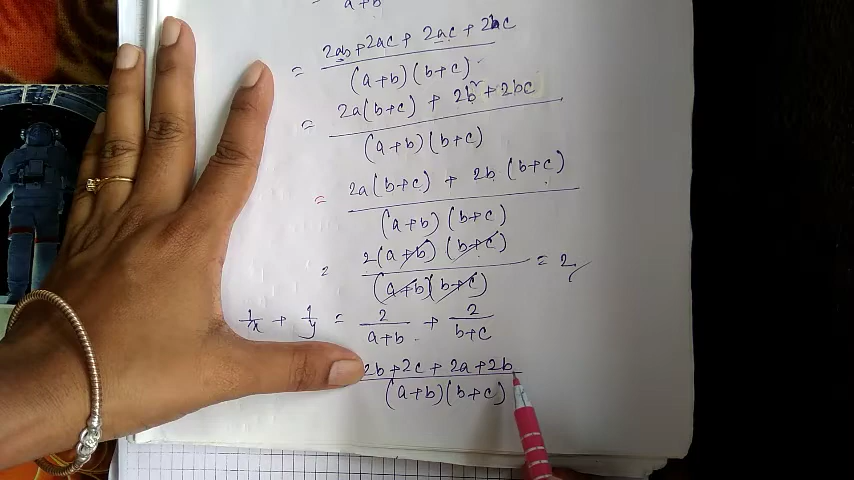 a+b
= 2ab + 2ac + 2ac + 2bc
(a+b) (b+c)
= 2a(b+c) + 2b² + 2bc
(a+b) (b+c)
= 2a(b+c) + 2b (b+c)
(a+b) (b+c)
= 2(a+b) (b+c) = 2
(a+b)(b+c)
1/x + 1/y = 2/a+b + 2/b+c
2b + 2c + 2a + 2b
(a+b)(b+c)